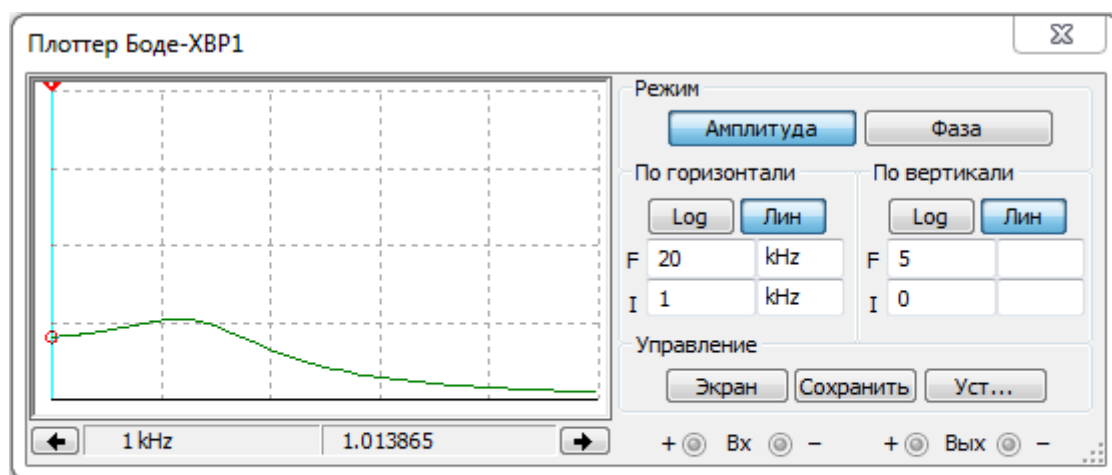 Плоттер Боде-XBP1
Режим
Амплитуда Фаза
По горизонтали По вертикали
Log Лин Log Лин
F 20 kHz F 5
I 1 kHz I 0
Управление
Экран Сохранить Уст...
1 kHz 1.013865 + Вх − + Вых −